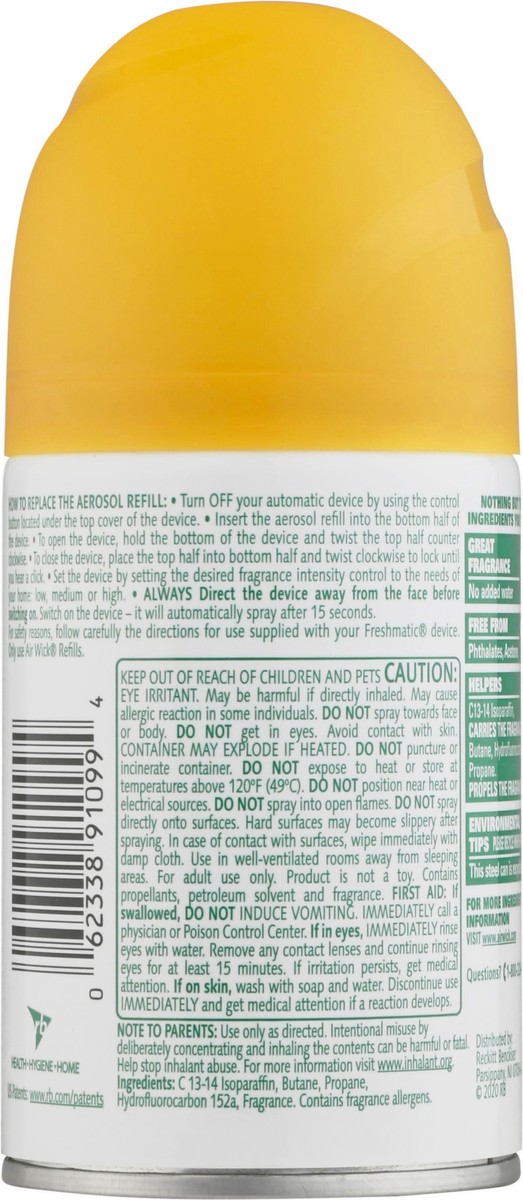 HOW TO REPLACE THE AEROSOL REFILL: • Turn OFF your automatic device by using the control
button located under the top cover of the device. • Insert the aerosol refill into the bottom half of
the device. • To open the device, hold the bottom of the device and twist the top half counter
clockwise. • To close the device, place the top half into bottom half and twist clockwise to lock until
you hear a click. • Set the device by setting the desired fragrance intensity control to the needs of
your home: low, medium or high. • ALWAYS Direct the device away from the face before
switching on. Switch on the device – it will automatically spray after 15 seconds.
For safety reasons, follow carefully the directions for use supplied with your Freshmatic® device.
Only use Air Wick® Refills.
KEEP OUT OF REACH OF CHILDREN AND PETS CAUTION:
EYE IRRITANT. May be harmful if directly inhaled. May cause
allergic reaction in some individuals. DO NOT spray towards face
or body. DO NOT get in eyes. Avoid contact with skin.
CONTAINER MAY EXPLODE IF HEATED. DO NOT puncture or
incinerate container. DO NOT expose to heat or store at
temperatures above 120°F (49°C). DO NOT position near heat or
electrical sources. DO NOT spray into open flames. DO NOT spray
directly onto surfaces. Hard surfaces may become slippery after
spraying. In case of contact with surfaces, wipe immediately with
damp cloth. Use in well-ventilated rooms away from sleeping
areas. For adult use only. Product is not a toy. Contains
propellants, petroleum solvent and fragrance. FIRST AID: If
swallowed, DO NOT INDUCE VOMITING. IMMEDIATELY call a
physician or Poison Control Center. If in eyes, IMMEDIATELY rinse
eyes with water. Remove any contact lenses and continue rinsing
eyes for at least 15 minutes. If irritation persists, get medical
attention. If on skin, wash with soap and water. Discontinue use
IMMEDIATELY and get medical attention if a reaction develops.
NOTE TO PARENTS: Use only as directed. Intentional misuse by
deliberately concentrating and inhaling the contents can be harmful or fatal.
Help stop inhalant abuse. For more information visit www.inhalant.org.
Ingredients: C 13-14 Isoparaffin, Butane, Propane,
Hydrofluorocarbon 152a, Fragrance. Contains fragrance allergens.
0 62338 91099 4
rb
HEALTH•HYGIENE•HOME
US Patents: www.rb.com/patents
NOTHING BUT
INGREDIENTS
GREAT
FRAGRANCE
No added water
FREE FROM
Phthalates, Acetone
HELPERS
C13-14 Isoparaffin,
CARRIES THE
Butane,
Propane.
PROPELS THE
ENVIRONMENTAL
TIPS
This steel can is
FOR MORE
INFORMATION
VISIT www.airwick
Questions?
Distributed by:
Reckitt Benckiser
Parsippany, NJ
© 2020 RB